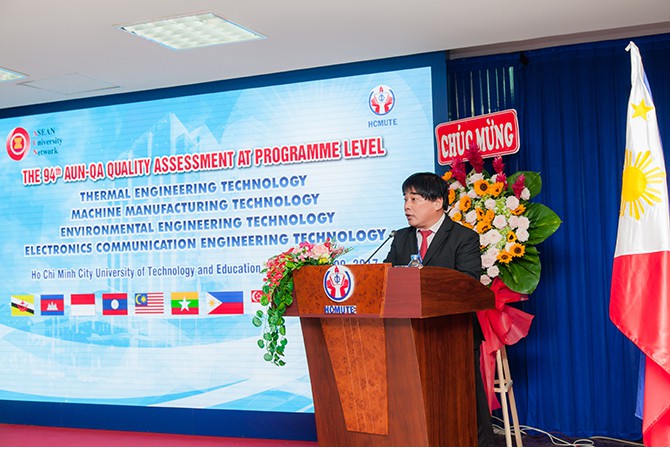 ASEAN
University
Network
HCMUTE
THE 94th AUN-QA QUALITY ASSESSMENT AT PROGRAMME LEVEL
THERMAL ENGINEERING TECHNOLOGY
MACHINE MANUFACTURING TECHNOLOGY
ENVIRONMENTAL ENGINEERING TECHNOLOGY
ELECTRONICS COMMUNICATION ENGINEERING TECHNOLOGY
Ho Chi Minh City University of Technology and Education
2017
CHÚC MỪNG
HCMUTE